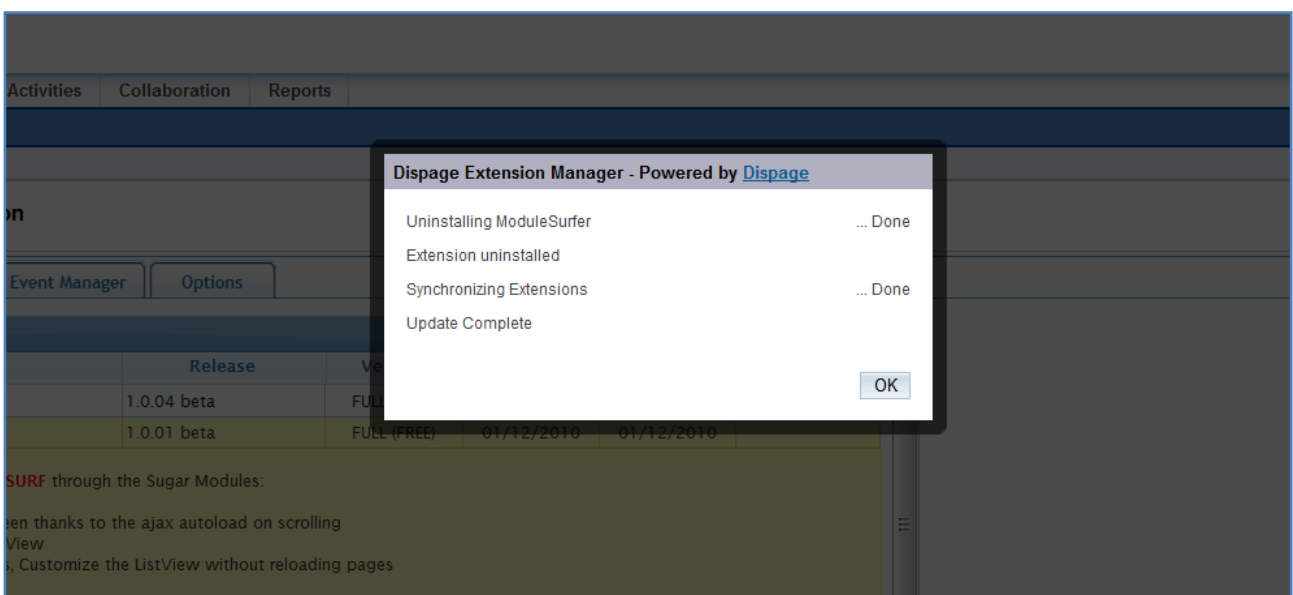 Activities Collaboration Reports
Dispage Extension Manager - Powered by Dispage
Uninstalling ModuleSurfer ... Done
Extension uninstalled
Synchronizing Extensions ... Done
Update Complete
OK
on
Event Manager Options
Release
1.0.04 beta FULL
1.0.01 beta FULL (FREE) 01/12/2010 01/12/2010
SURF through the Sugar Modules:
thanks to the ajax autoload on scrolling
View
Customize the ListView without reloading pages